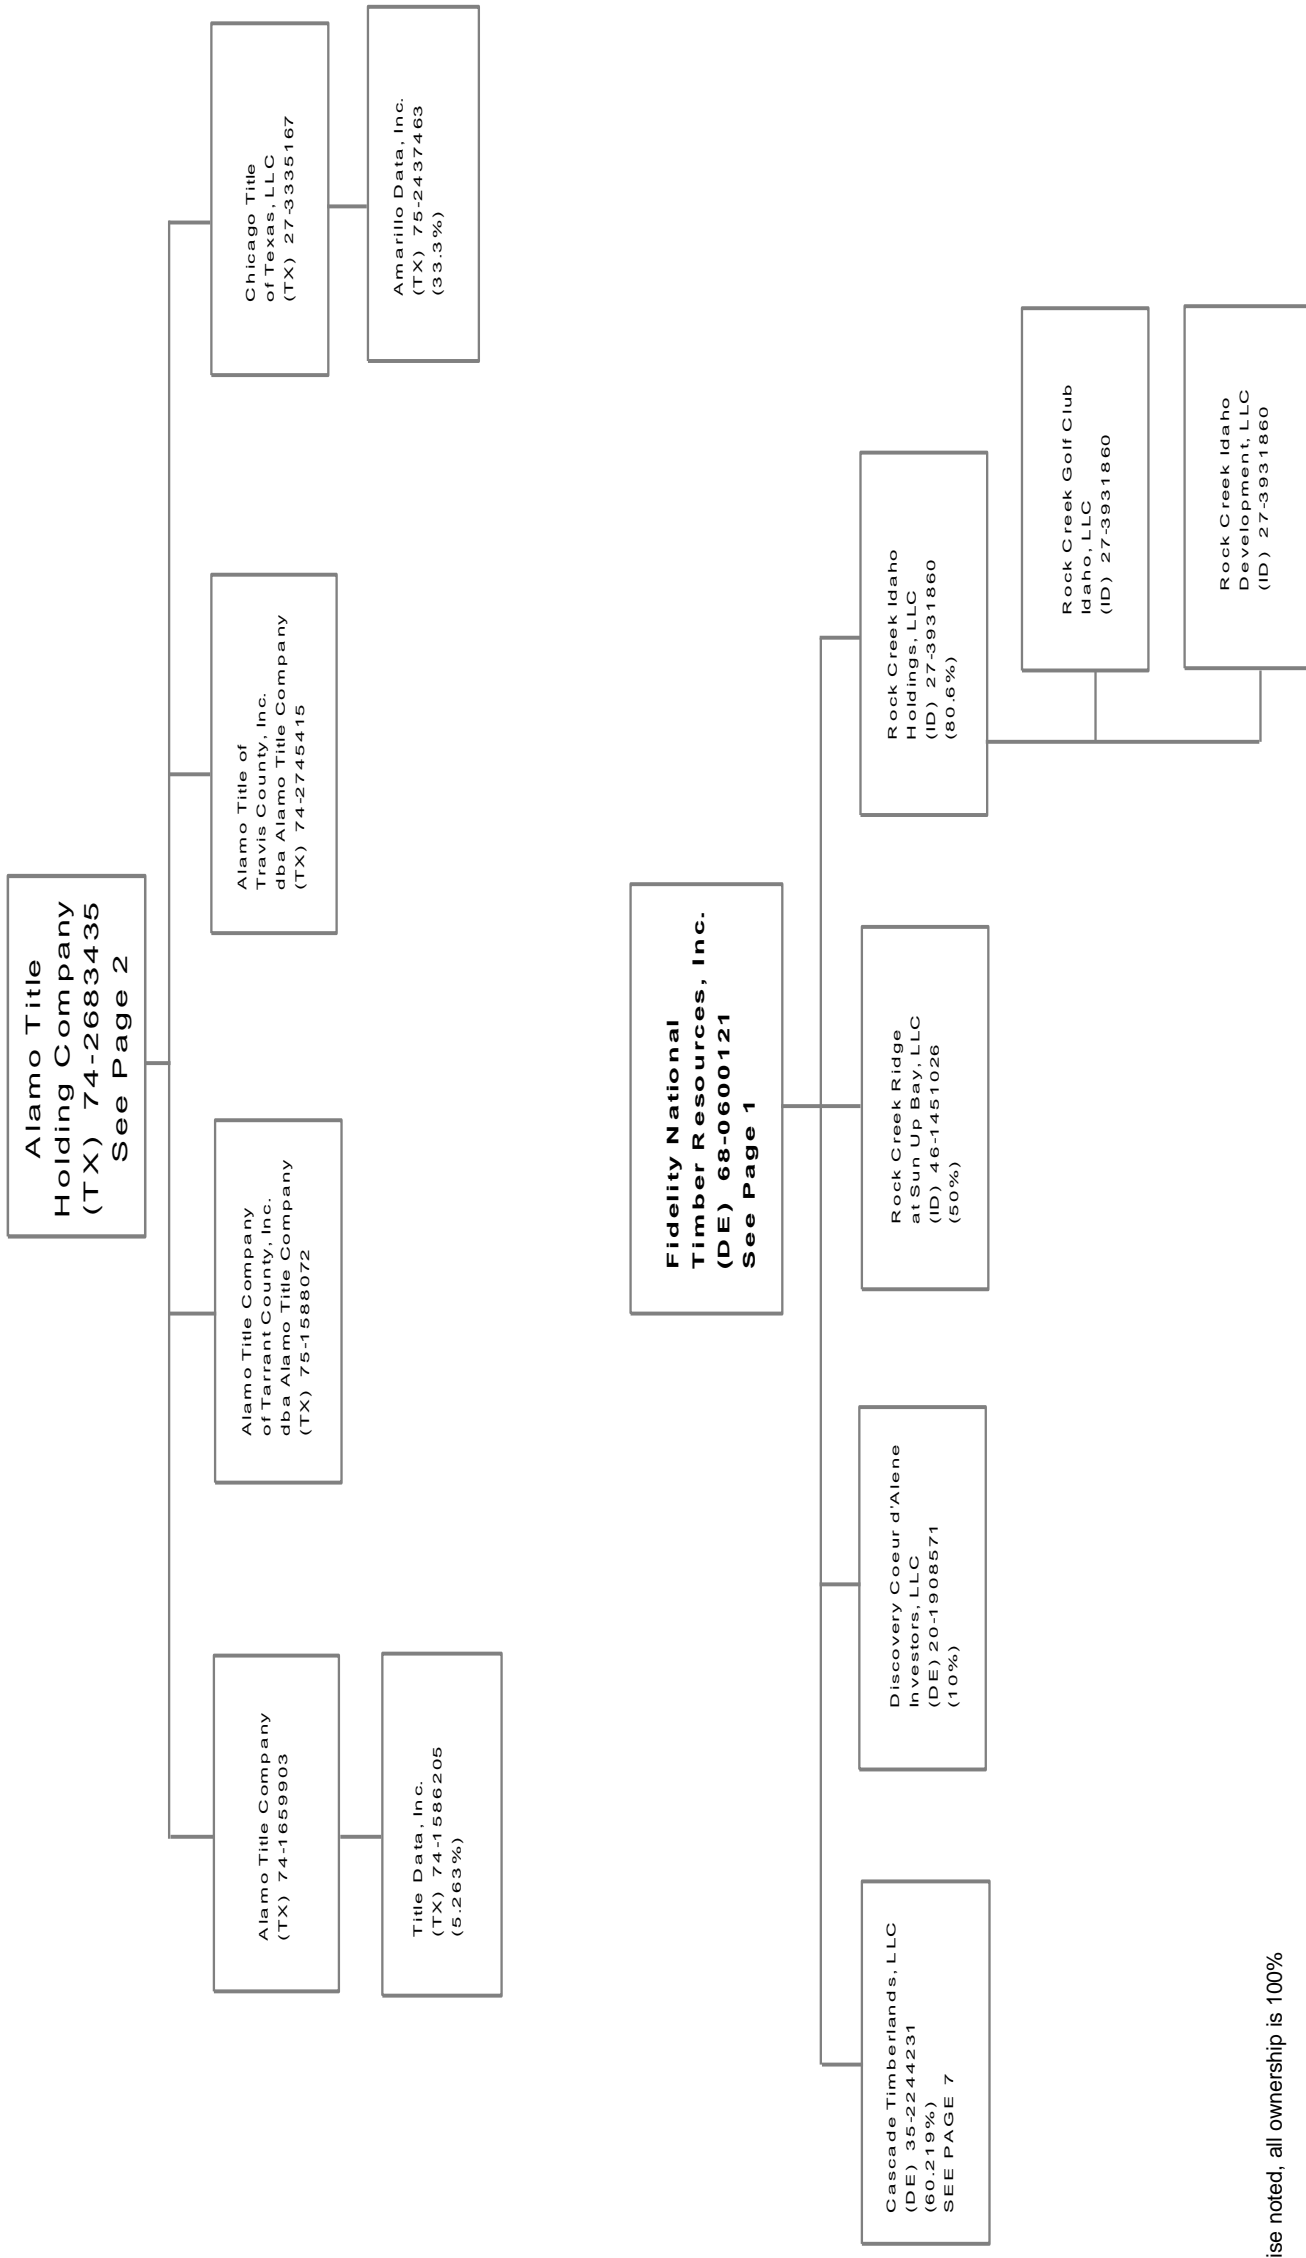 Alamo Title
Holding Company
(TX) 74-2683435
See Page 2
Alamo Title Company
(TX) 74-1659903
Title Data, Inc.
(TX) 74-1586205
(5.263%)
Alamo Title Company
of Tarrant County, Inc.
dba Alamo Title Company
(TX) 75-1588072
Alamo Title of
Travis County, Inc.
dba Alamo Title Company
(TX) 74-2745415
Chicago Title
of Texas, LLC
(TX) 27-3335167
Amarillo Data, Inc.
(TX) 75-2437463
(33.3%)
Fidelity National
Timber Resources, Inc.
(DE) 68-0600121
See Page 1
Cascade Timberlands, LLC
(DE) 35-2244231
(60.219%)
SEE PAGE 7
Discovery Coeur d'Alene
Investors, LLC
(DE) 20-1908571
(10%)
Rock Creek Ridge
at Sun Up Bay, LLC
(ID) 46-1451026
(50%)
Rock Creek Idaho
Holdings, LLC
(ID) 27-3931860
(80.6%)
Rock Creek Golf Club
Idaho, LLC
(ID) 27-3931860
Rock Creek Idaho
Development, LLC
(ID) 27-3931860
ise noted, all ownership is 100%